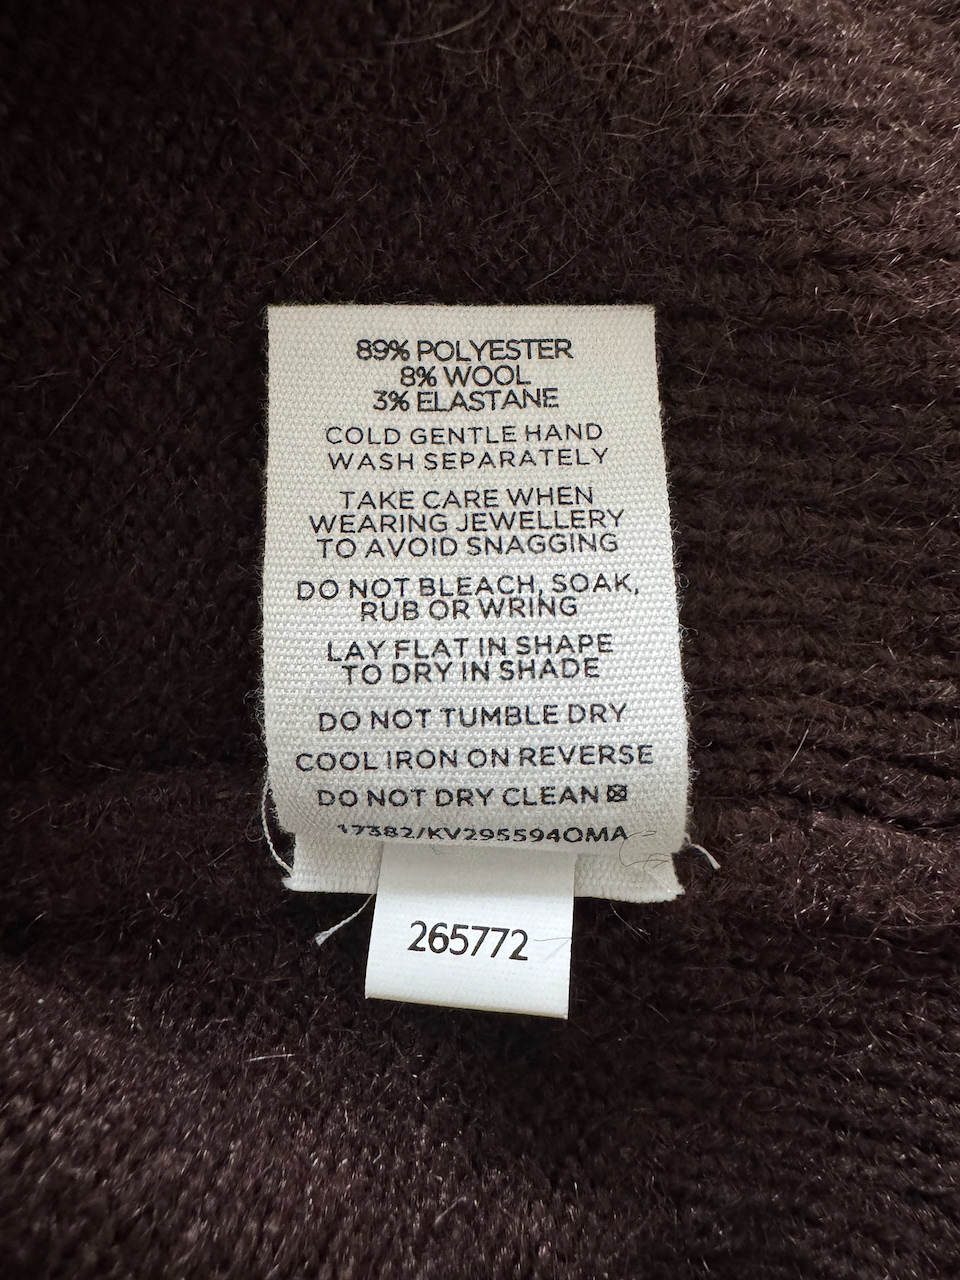 89% POLYESTER
8% WOOL
3% ELASTANE
COLD GENTLE HAND
WASH SEPARATELY
TAKE CARE WHEN
WEARING JEWELLERY
TO AVOID SNAGGING
DO NOT BLEACH, SOAK,
RUB OR WRING
LAY FLAT IN SHAPE
TO DRY IN SHADE
DO NOT TUMBLE DRY
COOL IRON ON REVERSE
DO NOT DRY CLEAN
17382/KV295594OMA
265772